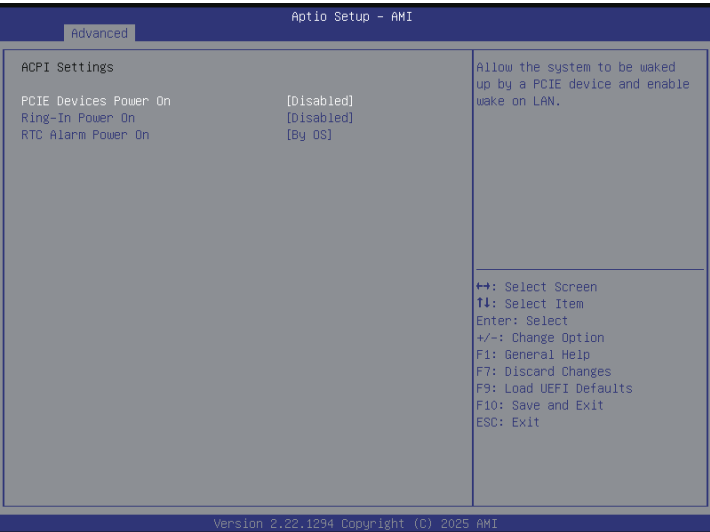 Aptio Setup – AMI
Advanced
ACPI Settings
PCIE Devices Power On [Disabled]
Ring-In Power On [Disabled]
RTC Alarm Power On [By OS]
Allow the system to be waked
up by a PCIE device and enable
wake on LAN.
↔: Select Screen
↑↓: Select Item
Enter: Select
+/-: Change Option
F1: General Help
F7: Discard Changes
F9: Load UEFI Defaults
F10: Save and Exit
ESC: Exit
Version 2.22.1294 Copyright (C) 2025 AMI